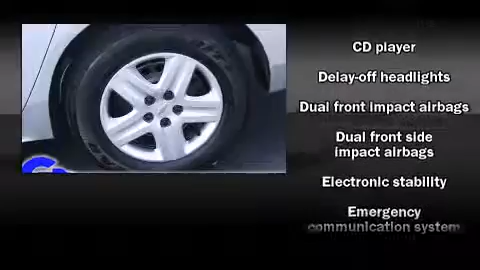 CD player
Delay-off headlights
Dual front impact airbags
Dual front side
impact airbags
Electronic stability
Emergency
communication system